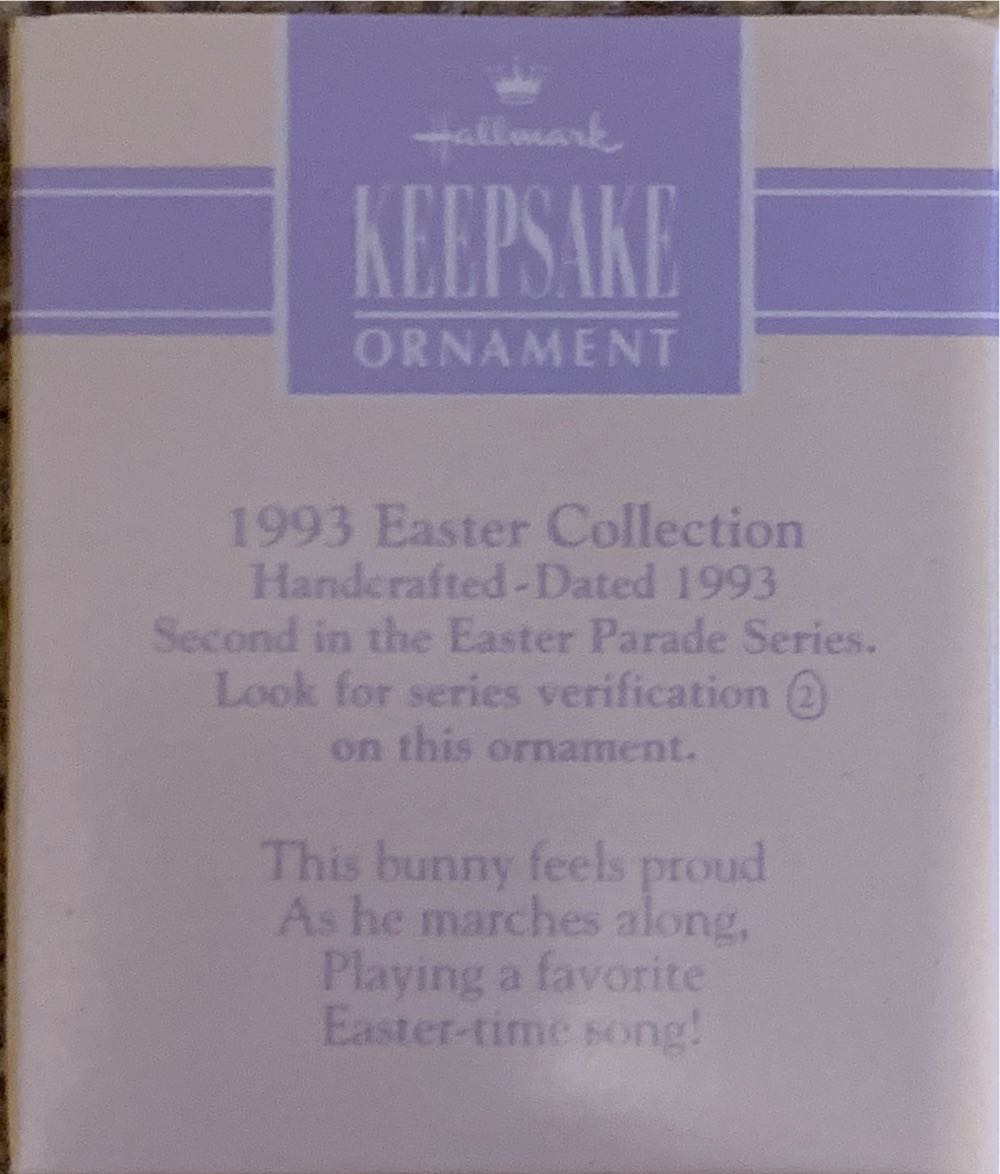 Hallmark
KEEPSAKE
ORNAMENT
1993 Easter Collection
Handcrafted-Dated 1993
Second in the Easter Parade Series.
Look for series verification ②
on this ornament.
This bunny feels proud
As he marches along,
Playing a favorite
Easter-time song!